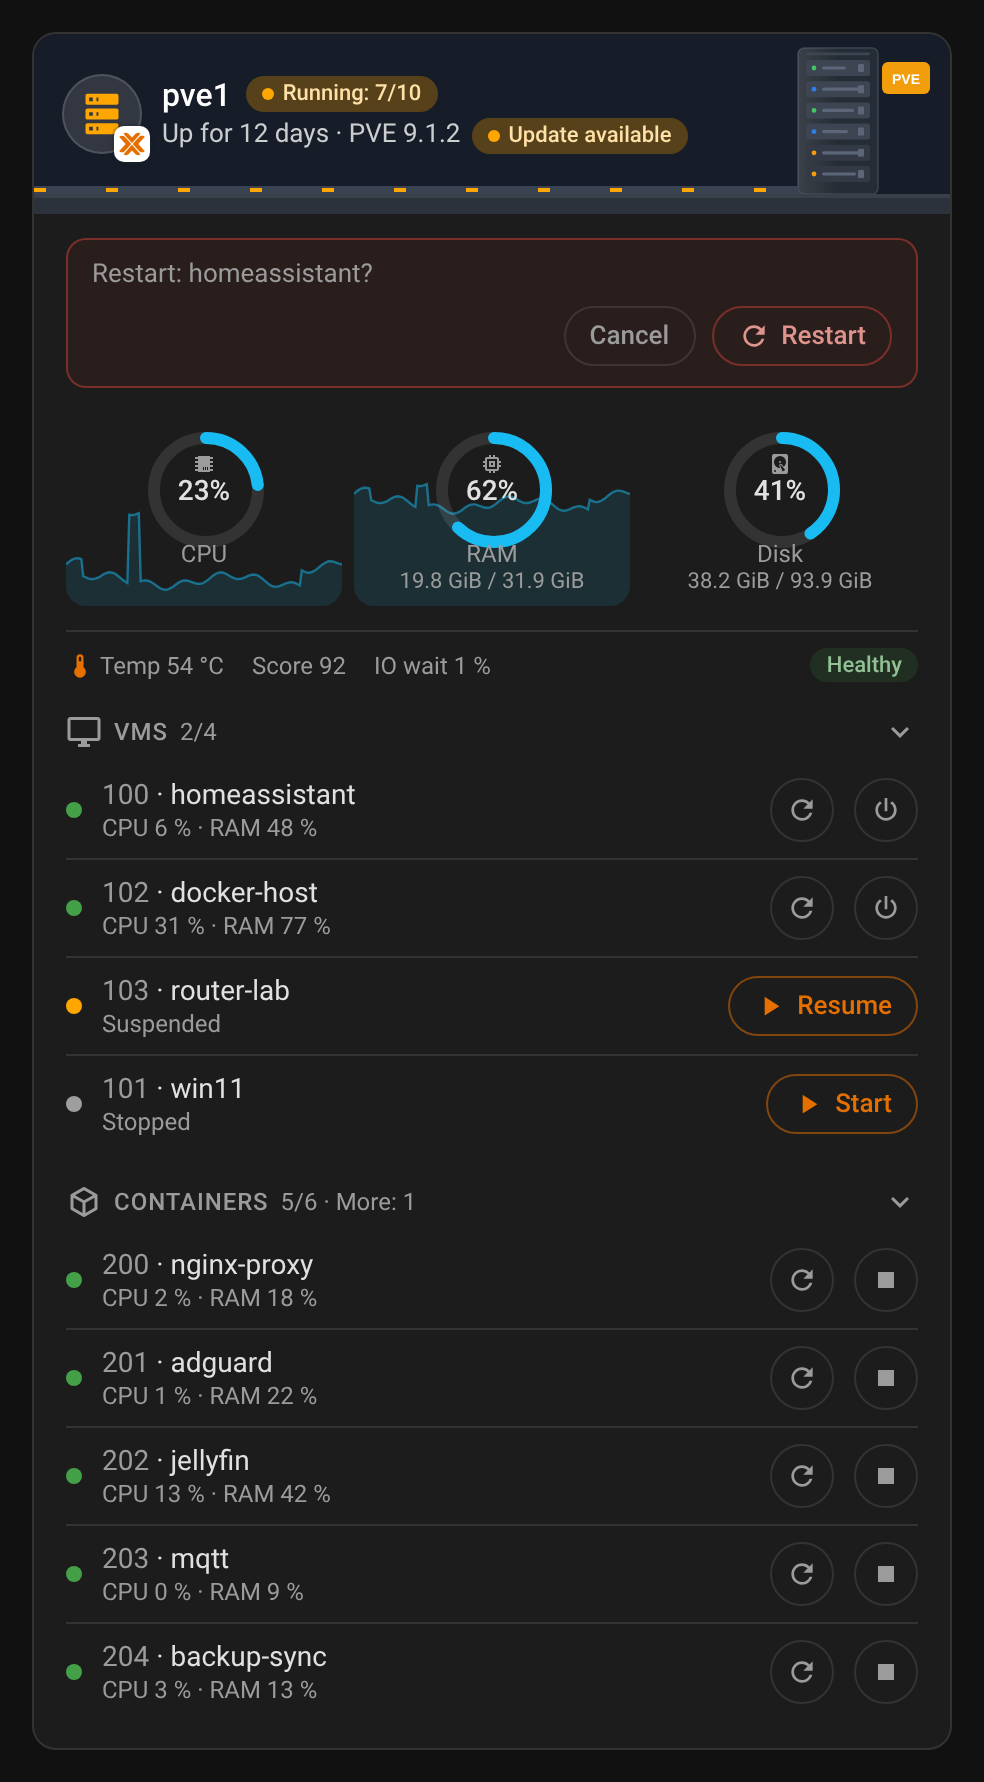 pve1
Running: 7/10
Up for 12 days · PVE 9.1.2
Update available
PVE
Restart: homeassistant?
Cancel
Restart
23%
CPU
62%
RAM
19.8 GiB / 31.9 GiB
41%
Disk
38.2 GiB / 93.9 GiB
Temp 54 °C
Score 92
IO wait 1 %
Healthy
VMS 2/4
100 · homeassistant
CPU 6 % · RAM 48 %
102 · docker-host
CPU 31 % · RAM 77 %
103 · router-lab
Suspended
Resume
101 · win11
Stopped
Start
CONTAINERS 5/6 · More: 1
200 · nginx-proxy
CPU 2 % · RAM 18 %
201 · adguard
CPU 1 % · RAM 22 %
202 · jellyfin
CPU 13 % · RAM 42 %
203 · mqtt
CPU 0 % · RAM 9 %
204 · backup-sync
CPU 3 % · RAM 13 %